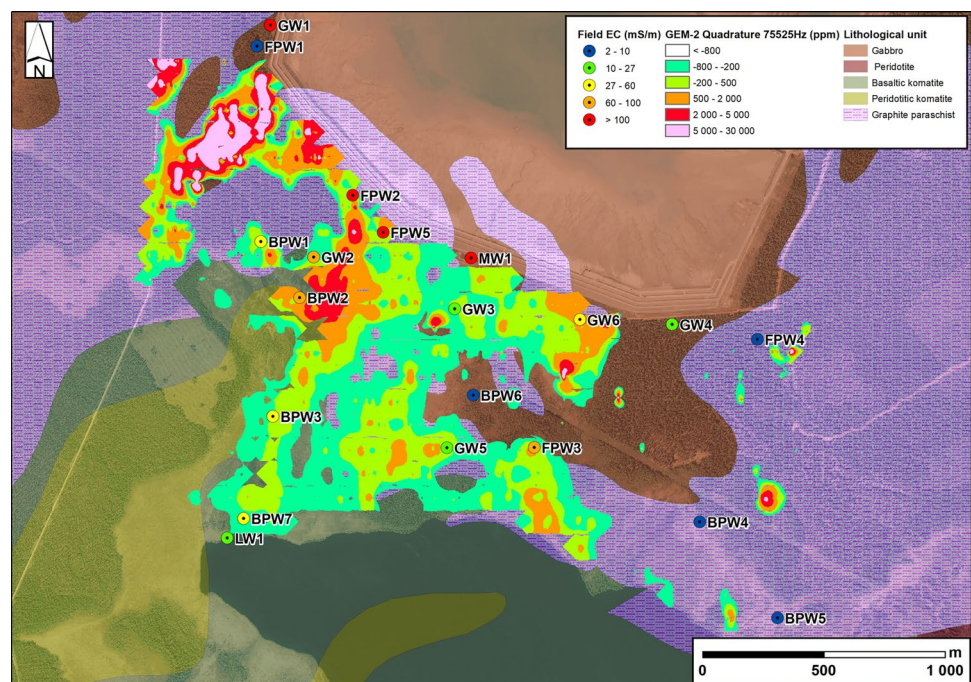 N
GW1
FPW1
Field EC (mS/m)
2 - 10
10 - 27
27 - 60
60 - 100
> 100
GEM-2 Quadrature 75525Hz (ppm)
< -800
-800 - -200
-200 - 500
500 - 2 000
2 000 - 5 000
5 000 - 30 000
Lithological unit
Gabbro
Peridotite
Basaltic komatite
Peridotitic komatite
Graphite paraschist
FPW2
FPW5
BPW1
GW2
MW1
BPW2
GW3
GW6
GW4
FPW4
BPW6
BPW3
GW5
FPW3
BPW7
BPW4
LW1
BPW5
m
0
500
1 000